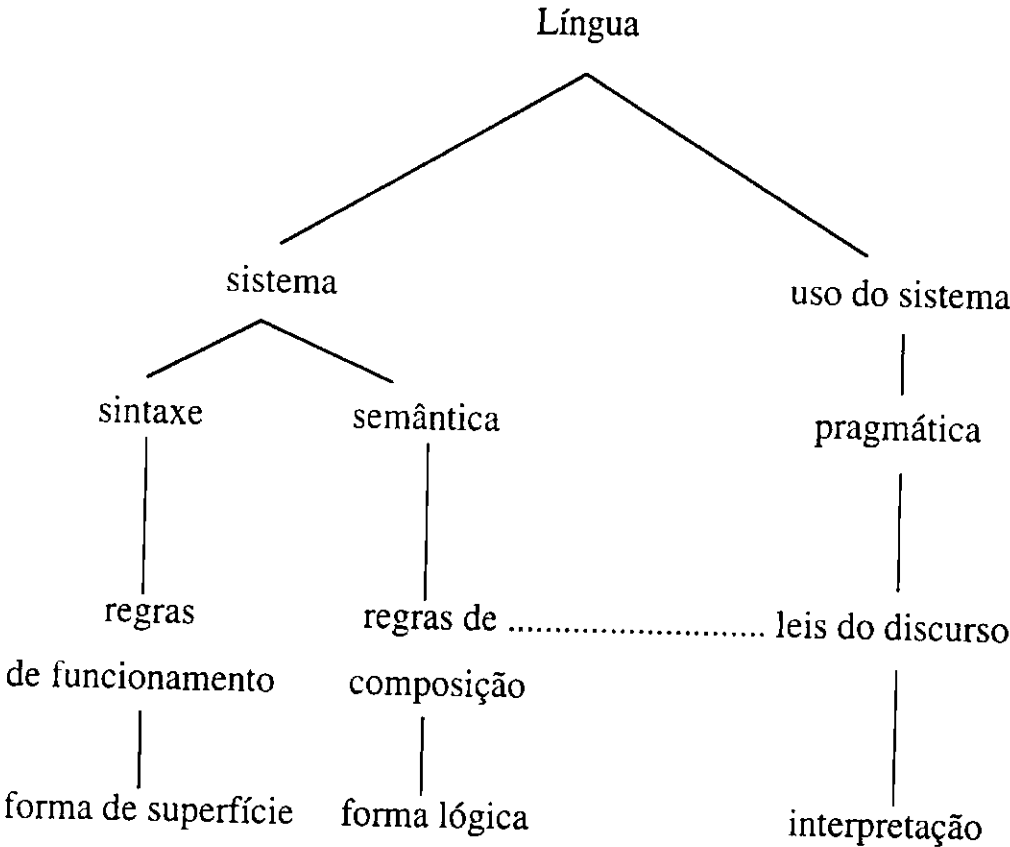 Língua
sistema
uso do sistema
sintaxe
semântica
pragmática
regras
regras de ........................... leis do discurso
de funcionamento
composição
forma de superfície
forma lógica
interpretação